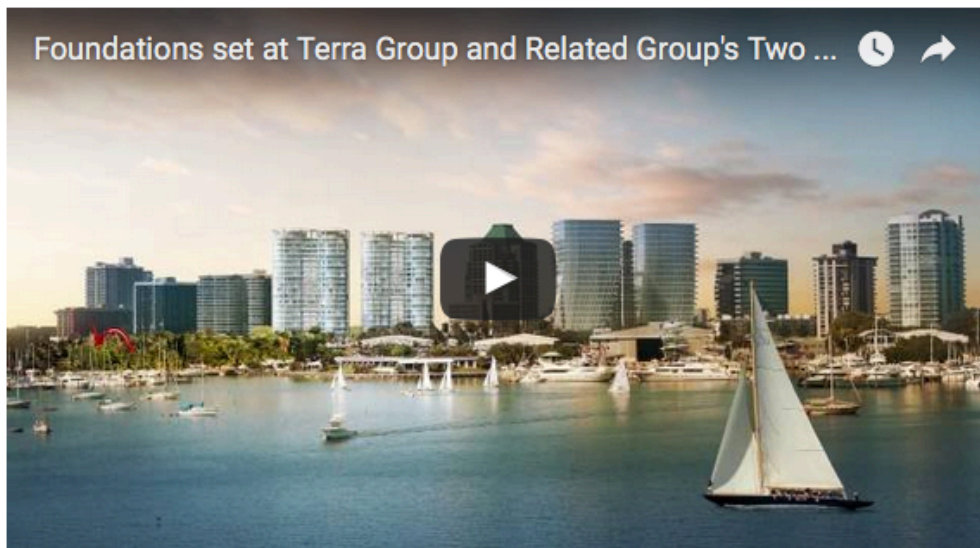 Foundations set at Terra Group and Related Group's Two ...